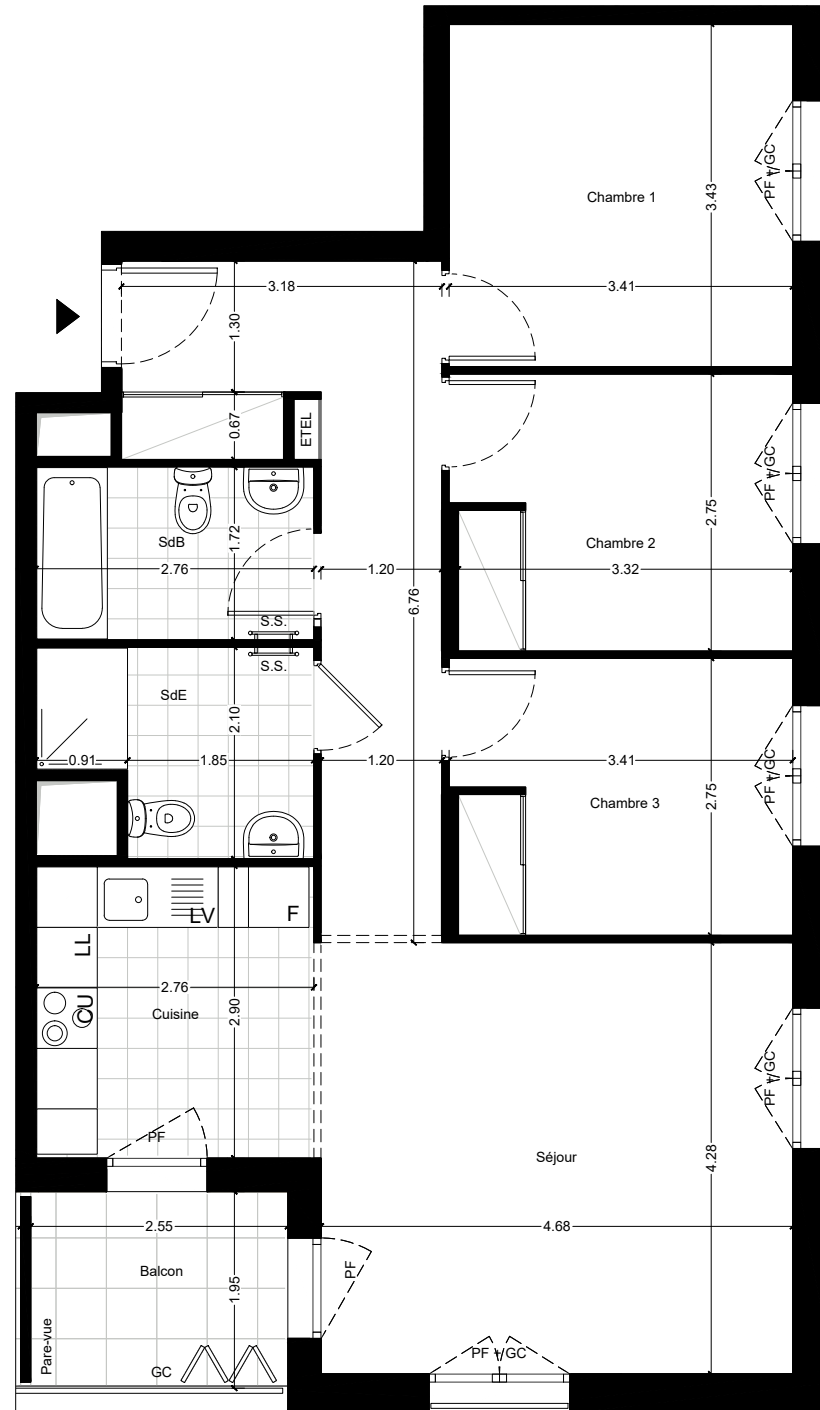 Chambre 1
3.43
PF + GC
3.18
3.41
1.30
0.67
ETEL
PF + GC
2.75
Chambre 2
3.32
SdB
1.72
2.76
1.20
6.76
S.S.
S.S.
SdE
2.10
0.91
1.85
1.20
3.41
PF + GC
2.75
Chambre 3
LV
F
LL
2.76
CU
Cuisine
2.90
PF
PF + GC
Séjour
4.28
4.68
2.55
Balcon
1.95
PF
Pare-vue
GC
PF + GC